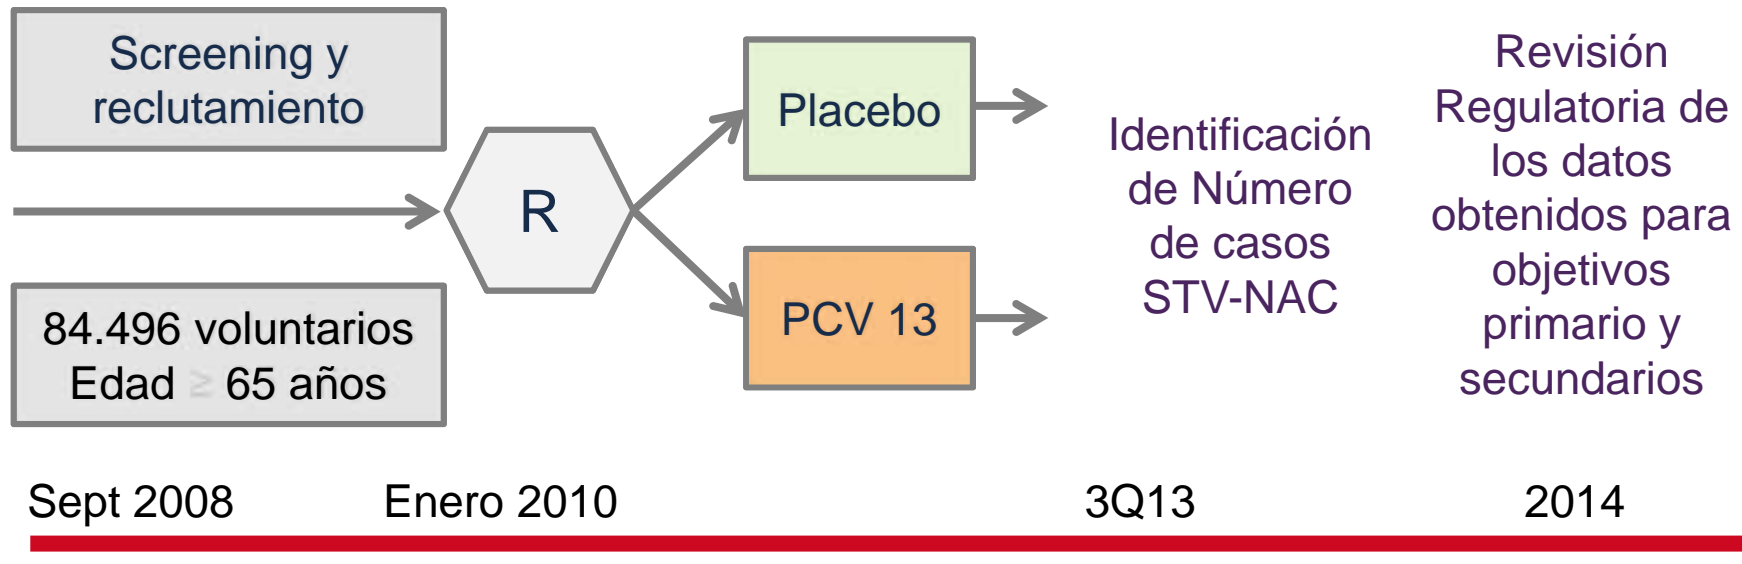 Screening y
reclutamiento
84.496 voluntarios
Edad ≥ 65 años
R
Placebo
PCV 13
Identificación
de Número
de casos
STV-NAC
Revisión
Regulatoria de
los datos
obtenidos para
objetivos
primario y
secundarios
Sept 2008
Enero 2010
3Q13
2014